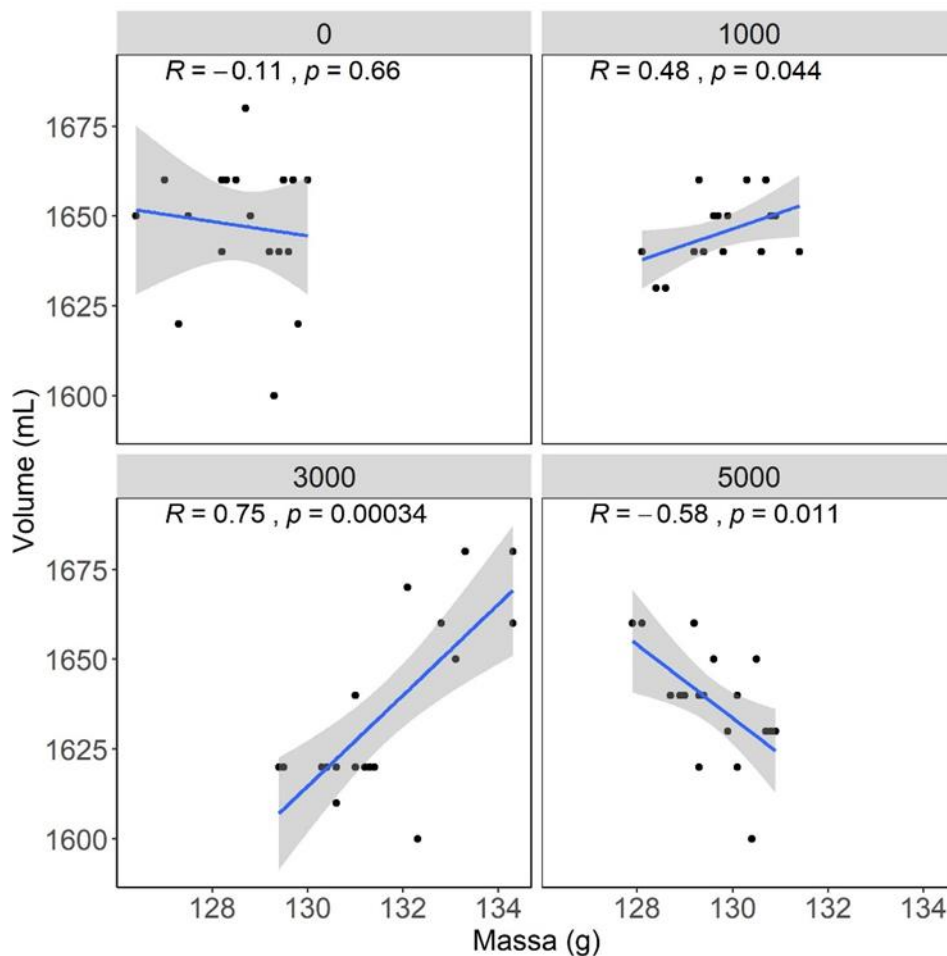 0
1000
R = −0.11 , p = 0.66
R = 0.48 , p = 0.044
1675
1650
1625
1600
3000
5000
R = 0.75 , p = 0.00034
R = −0.58 , p = 0.011
1675
1650
1625
1600
Volume (mL)
128 130 132 134
128 130 132 134
Massa (g)